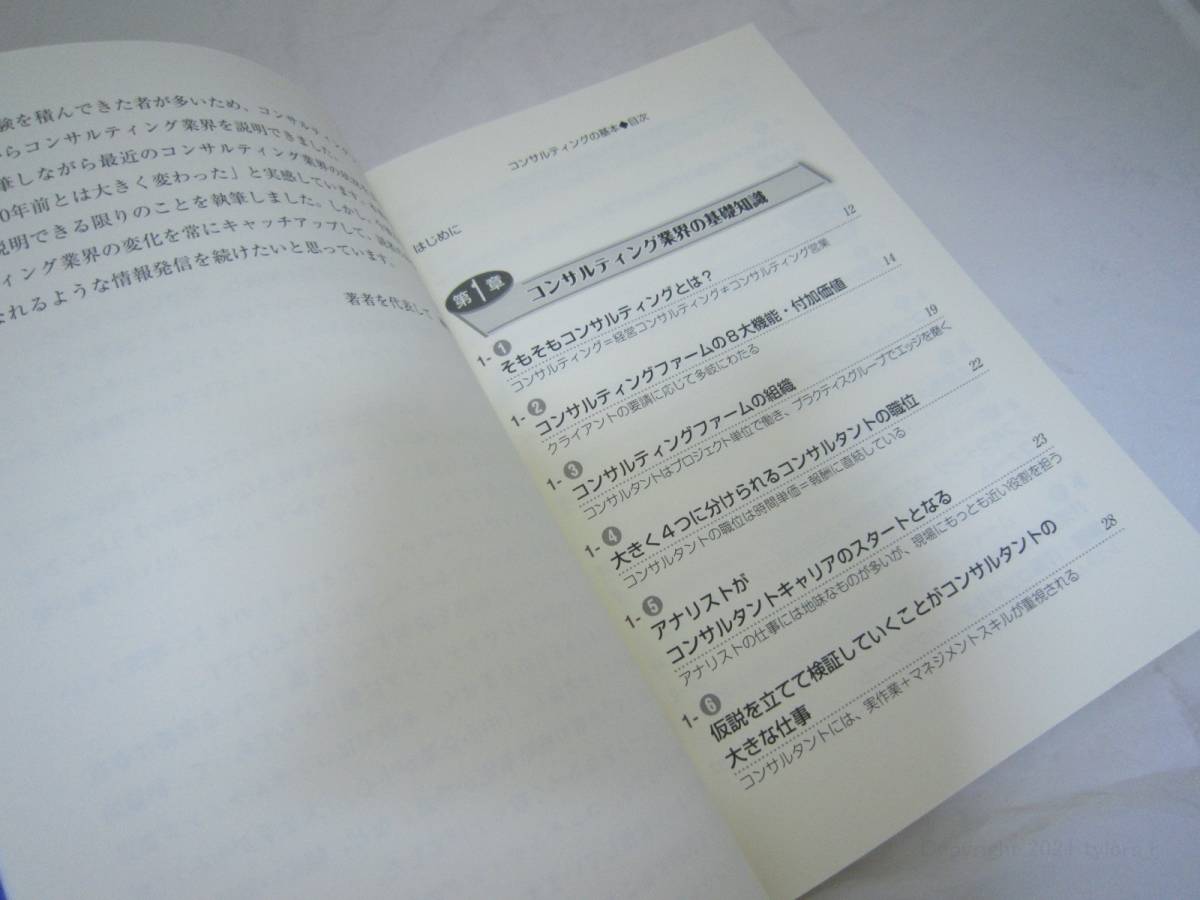 験を積んできた者が多いため、コンサルティ
らコンサルティング業界を説明できました。
筆しながら最近のコンサルティング業界の
0年前とは大きく変わった」と実感しています。
説明できる限りのことを執筆しました。しかし、
ィング業界の変化を常にキャッチアップして、
れるような情報発信を続けたいと思っています。
著者を代表して
コンサルティングの基本◆目次
はじめに
第1章 コンサルティング業界の基礎知識
1-❶ そもそもコンサルティングとは? 12
コンサルティング=経営コンサルティング≠コンサルティング営業
1-❷ コンサルティングファームの8大機能・付加価値 14
クライアントの要請に応じて多岐にわたる
1-❸ コンサルティングファームの組織 19
コンサルタントはプロジェクト単位で働き、プラクティスグループでエッジを磨く
1-❹ 大きく4つに分けられるコンサルタントの職位 22
コンサルタントの職位は時間単価=報酬に直結している
1-❺ アナリストが
コンサルタントキャリアのスタートとなる 23
アナリストの仕事には地味なものが多いが、現場にもっとも近い役割を担う
1-❻ 仮説を立てて検証していくことがコンサルタントの
大きな仕事 28
コンサルタントには、実作業+マネジメントスキルが重視される